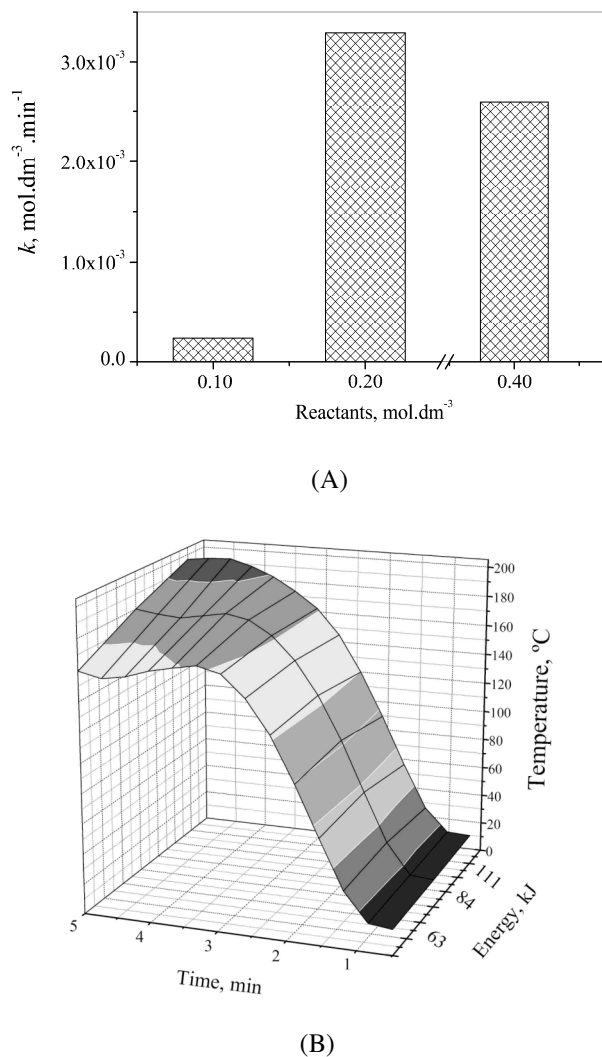 3.0x10⁻³
2.0x10⁻³
1.0x10⁻³
0.0
k, mol.dm⁻³.min⁻¹
0.10 0.20 0.40
Reactants, mol.dm⁻³
(A)
200
180
160
140
120
100
80
60
40
20
0
Temperature, ºC
111
84
63
Energy, kJ
5 4 3 2 1
Time, min
(B)